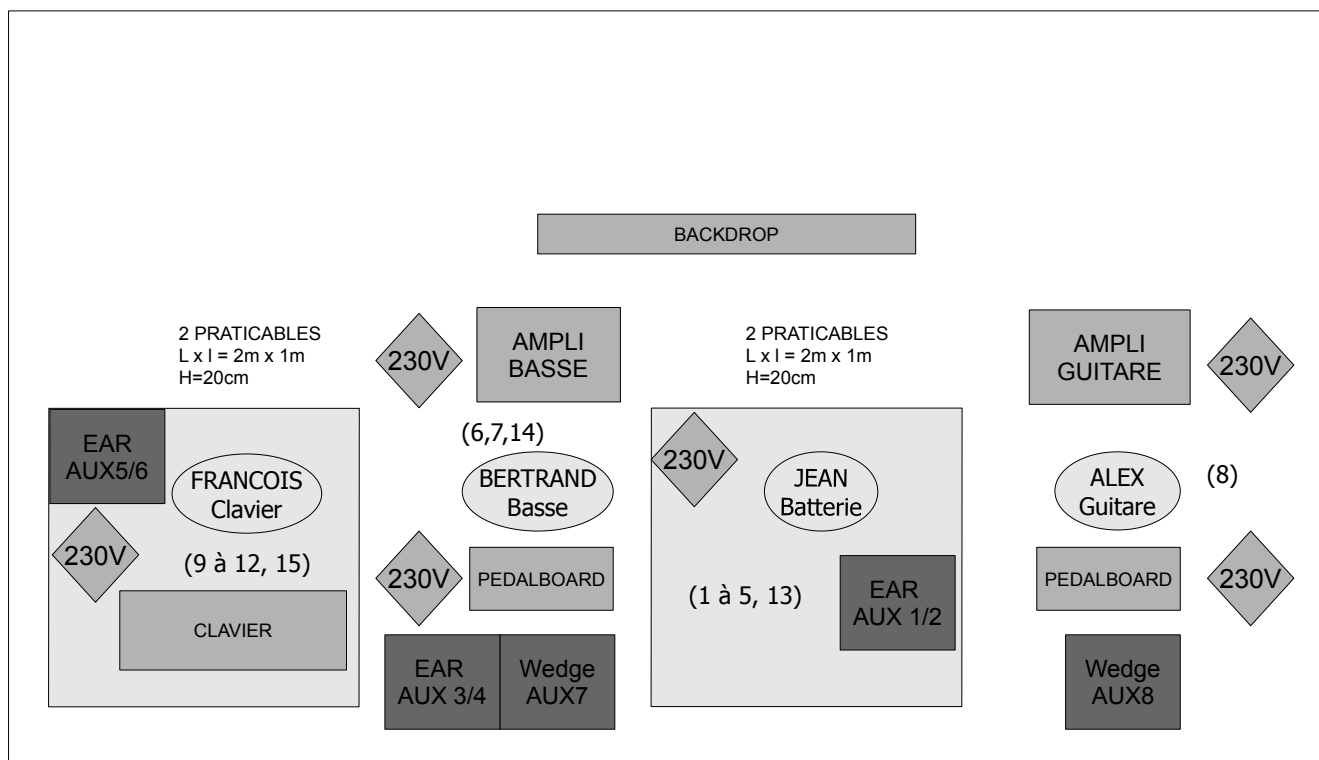 BACKDROP
2 PRATICABLES
L x l = 2m x 1m
H=20cm
230V
AMPLI
BASSE
2 PRATICABLES
L x l = 2m x 1m
H=20cm
AMPLI
GUITARE
230V
EAR
AUX5/6
FRANCOIS
Clavier
(6,7,14)
BERTRAND
Basse
230V
JEAN
Batterie
ALEX
Guitare
(8)
230V
(9 à 12, 15)
230V
PEDALBOARD
(1 à 5, 13)
EAR
AUX 1/2
PEDALBOARD
230V
CLAVIER
EAR
AUX 3/4
Wedge
AUX7
Wedge
AUX8